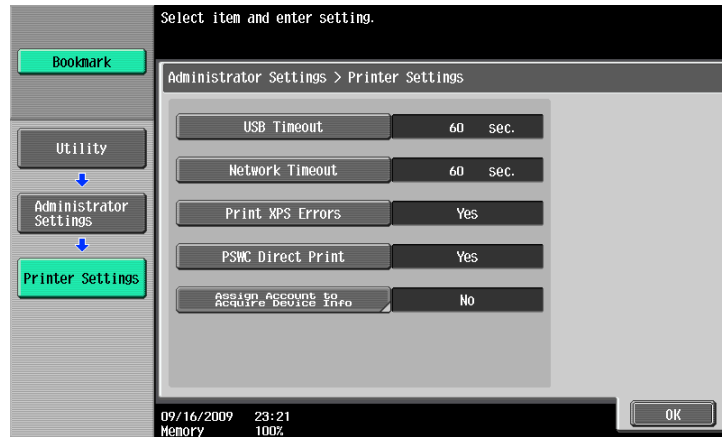 Select item and enter setting.
Bookmark
Administrator Settings > Printer Settings
USB Timeout 60 sec.
Utility
Network Timeout 60 sec.
Administrator
Settings
Print XPS Errors Yes
PSWC Direct Print Yes
Printer Settings
Assign Account to
Acquire Device Info
No
09/16/2009 23:21
Memory 100%
OK